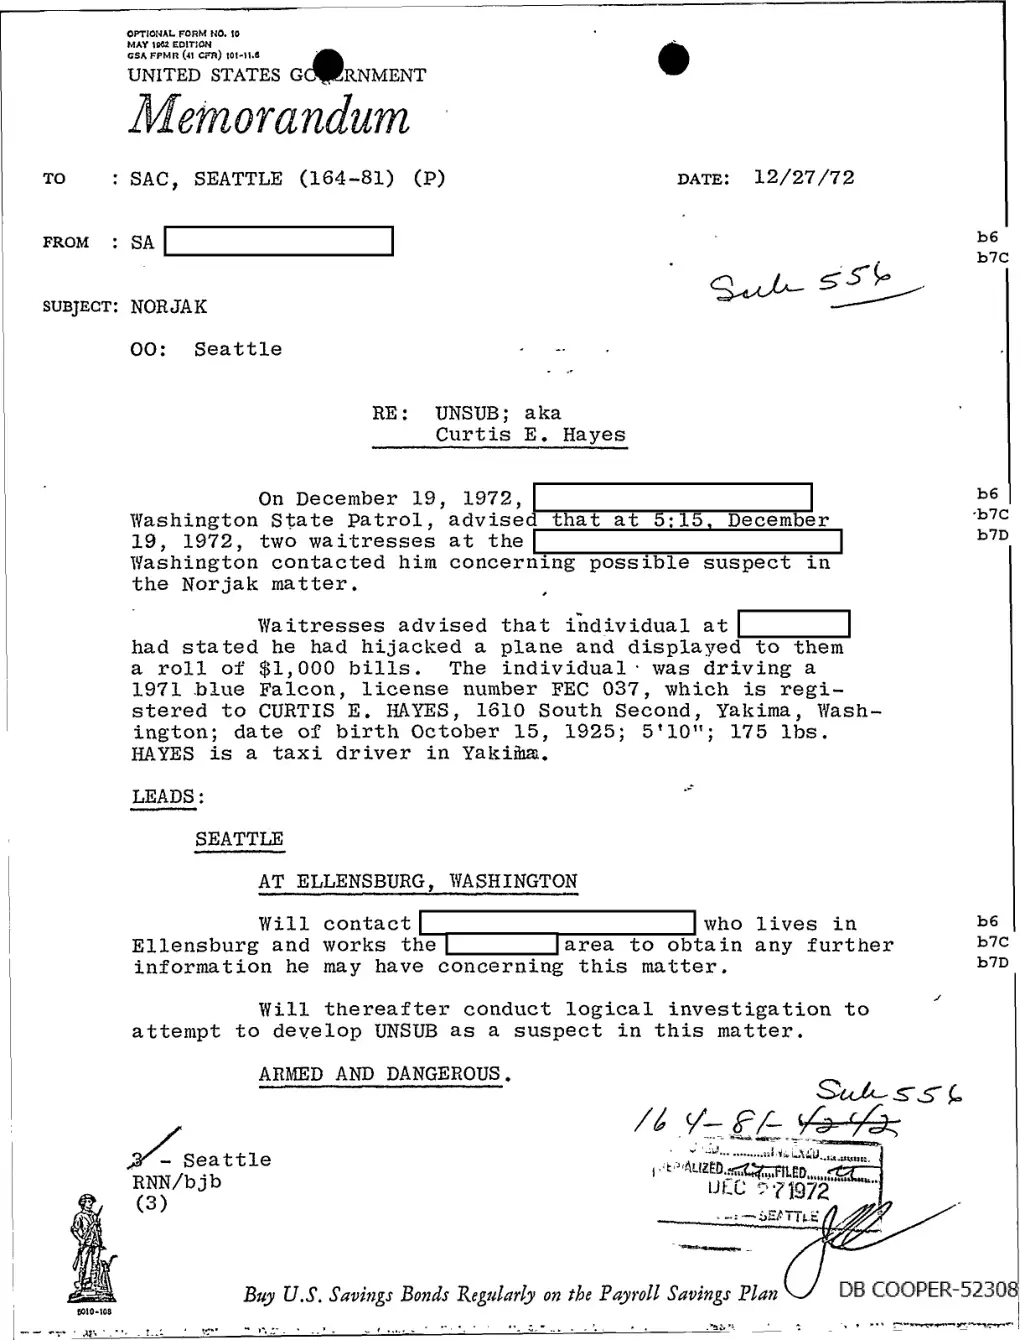 OPTIONAL FORM NO. 10
MAY 1962 EDITION
GSA FPMR (41 CFR) 101-11.6
UNITED STATES GOVERNMENT
Memorandum
TO : SAC, SEATTLE (164-81) (P) DATE: 12/27/72
FROM : SA
b6
b7C
Sub 556
SUBJECT: NORJAK
OO: Seattle
RE: UNSUB; aka
Curtis E. Hayes
On December 19, 1972,
b6
Washington State Patrol, advised that at 5:15, December
b7C
19, 1972, two waitresses at the
b7D
Washington contacted him concerning possible suspect in
the Norjak matter.
Waitresses advised that individual at
had stated he had hijacked a plane and displayed to them
a roll of $1,000 bills. The individual was driving a
1971 blue Falcon, license number FEC 037, which is regi-
stered to CURTIS E. HAYES, 1610 South Second, Yakima, Wash-
ington; date of birth October 15, 1925; 5'10"; 175 lbs.
HAYES is a taxi driver in Yakima.
LEADS:
SEATTLE
AT ELLENSBURG, WASHINGTON
Will contact who lives in
b6
Ellensburg and works the area to obtain any further
b7C
information he may have concerning this matter.
b7D
Will thereafter conduct logical investigation to
attempt to develop UNSUB as a suspect in this matter.
ARMED AND DANGEROUS.
Sub 556
164-81-4242
3 - Seattle
RNN/bjb
(3)
FILED
DEC 27 1972
SEATTLE
5010-108
Buy U.S. Savings Bonds Regularly on the Payroll Savings Plan
DB COOPER-52308